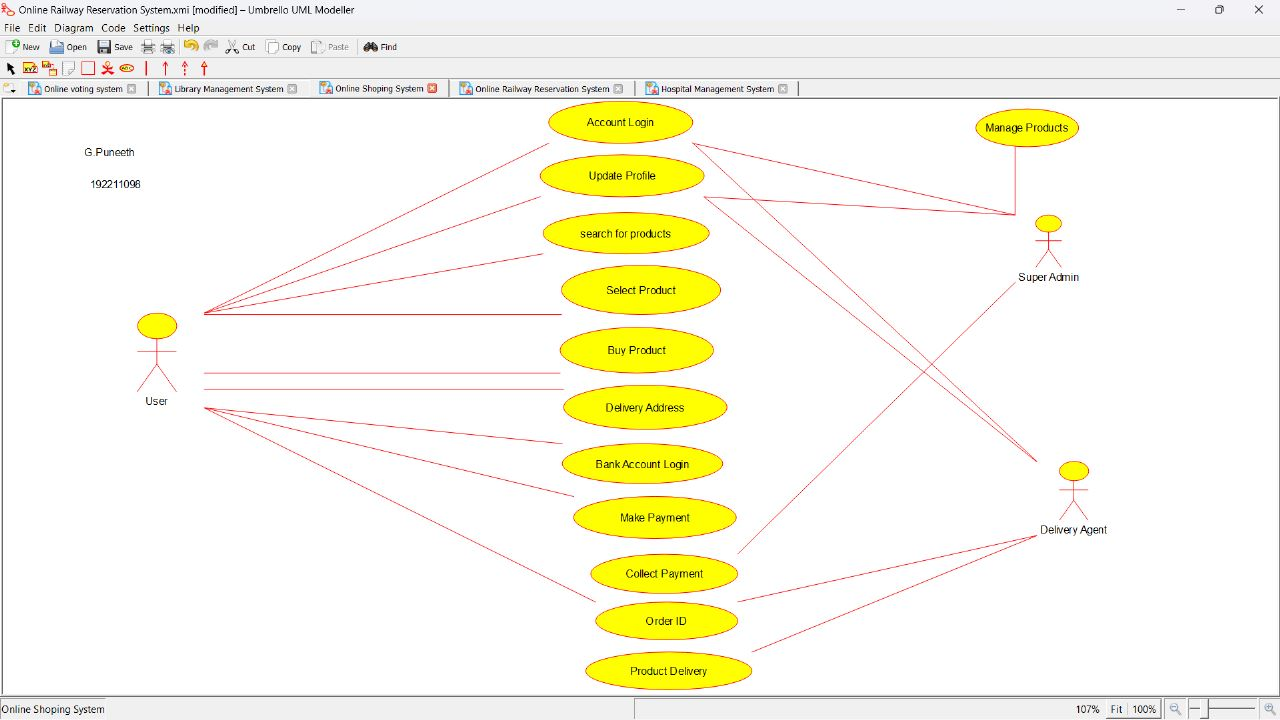 Online Railway Reservation System.xmi [modified] – Umbrello UML Modeller
File Edit Diagram Code Settings Help
New Open Save Cut Copy Paste Find
Online voting system Library Management System Online Shoping System Online Railway Reservation System Hospital Management System
Account Login
Manage Products
G.Puneeth
Update Profile
192211098
search for products
Super Admin
Select Product
Buy Product
User
Delivery Address
Bank Account Login
Make Payment
Delivery Agent
Collect Payment
Order ID
Product Delivery
Online Shoping System 107% Fit 100%